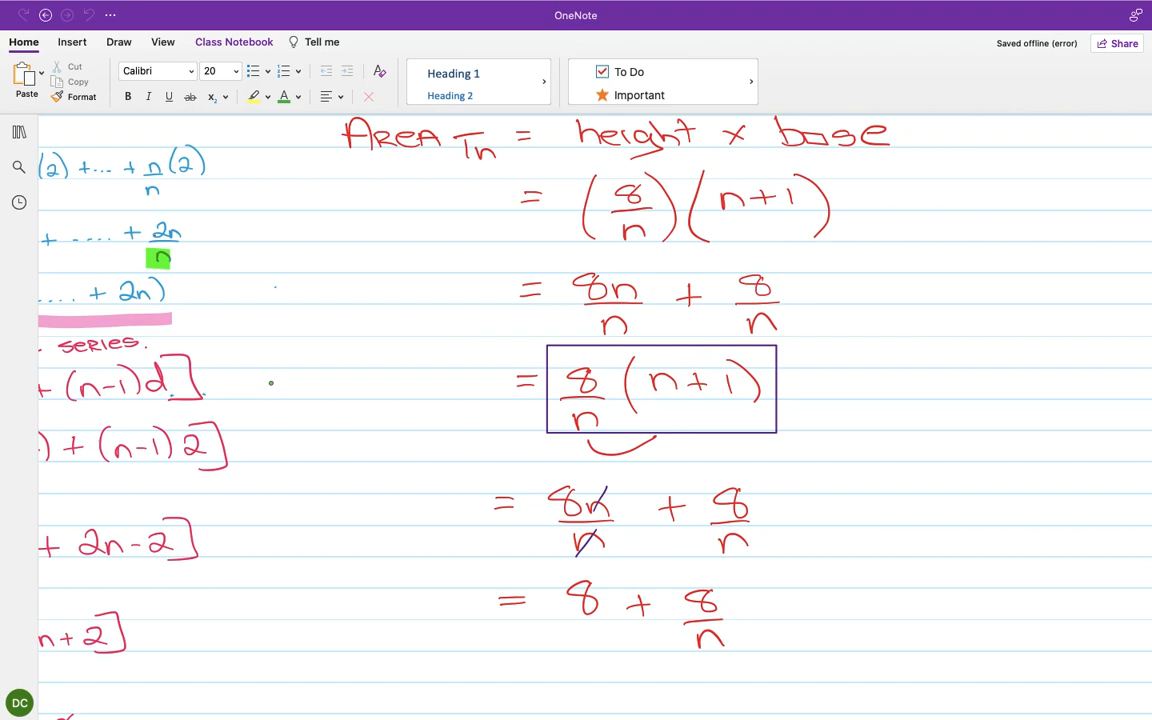 OneNote
Home Insert Draw View Class Notebook Tell me
Saved offline (error) Share
Paste Cut Copy Format
Calibri 20
B I U ab x₂ A
Heading 1
Heading 2
To Do
Important
(2) + ... + n/n (2)
+ ..... + 2n/n
.... + 2n)
series.
+ (n-1)d].
) + (n-1)2]
+ 2n-2]
n+2]
AREA Tn = height x base
= (8/n)(n+1)
= 8n/n + 8/n
= 8/n (n+1)
= 8n/n + 8/n
= 8 + 8/n
DC